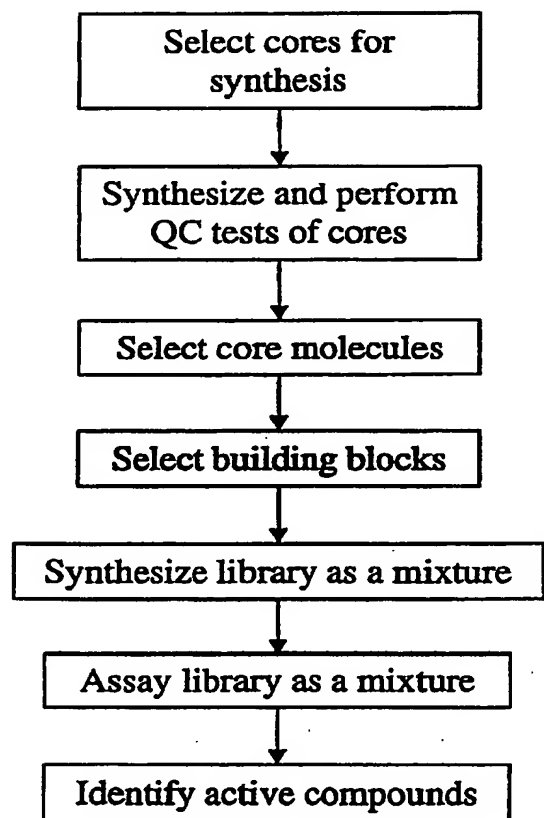 Select cores for
synthesis
Synthesize and perform
QC tests of cores
Select core molecules
Select building blocks
Synthesize library as a mixture
Assay library as a mixture
Identify active compounds